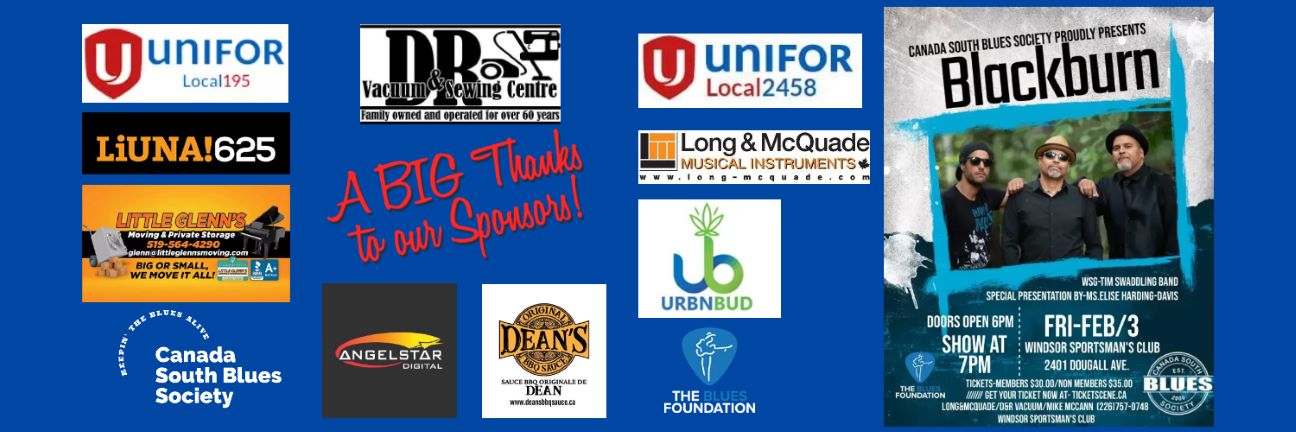 UNIFOR
Local195
LiUNA!625
LITTLE GLENN'S
Moving & Private Storage
519-564-4290
glenn@littleglennsmoving.com
BIG OR SMALL,
WE MOVE IT ALL!
A+
KEEPIN' THE BLUES ALIVE
Canada
South Blues
Society
D&R
Vacuum & Sewing Centre
Family owned and operated for over 60 years
A BIG Thanks
to our Sponsors!
ANGELSTAR
DIGITAL
ORIGINAL
DEAN'S
BBQ SAUCE
SAUCE BBQ ORIGINALE DE
DEAN
www.deansbbqsauce.ca
UNIFOR
Local2458
Long & McQuade
MUSICAL INSTRUMENTS
www.long-mcquade.com
ub
URBNBUD
THE BLUES
FOUNDATION
CANADA SOUTH BLUES SOCIETY PROUDLY PRESENTS
Blackburn
WSG-TIM SWADDLING BAND
SPECIAL PRESENTATION BY-MS.ELISE HARDING-DAVIS
DOORS OPEN 6PM
SHOW AT
7PM
FRI-FEB/3
WINDSOR SPORTSMAN'S CLUB
2401 DOUGALL AVE.
TICKETS-MEMBERS $30.00/NON MEMBERS $35.00
////// GET YOUR TICKET NOW AT- TICKETSCENE.CA
LONG&MCQUADE/D&R VACUUM/MIKE MCCANN (226)757-0748
WINDSOR SPORTSMAN'S CLUB
THE BLUES
FOUNDATION
CANADA SOUTH
EST.
BLUES
SOCIETY